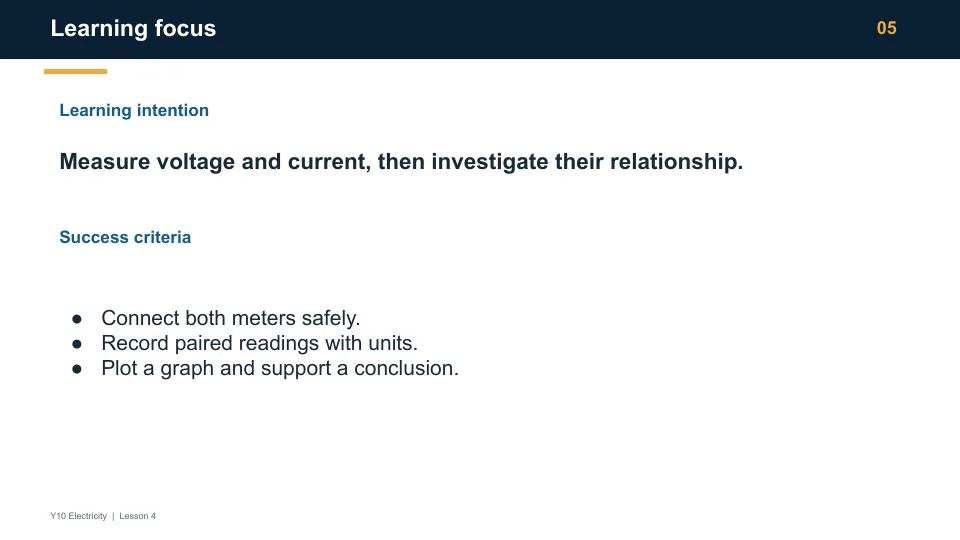 Learning focus
05
Learning intention
Measure voltage and current, then investigate their relationship.
Success criteria
● Connect both meters safely.
● Record paired readings with units.
● Plot a graph and support a conclusion.
Y10 Electricity | Lesson 4